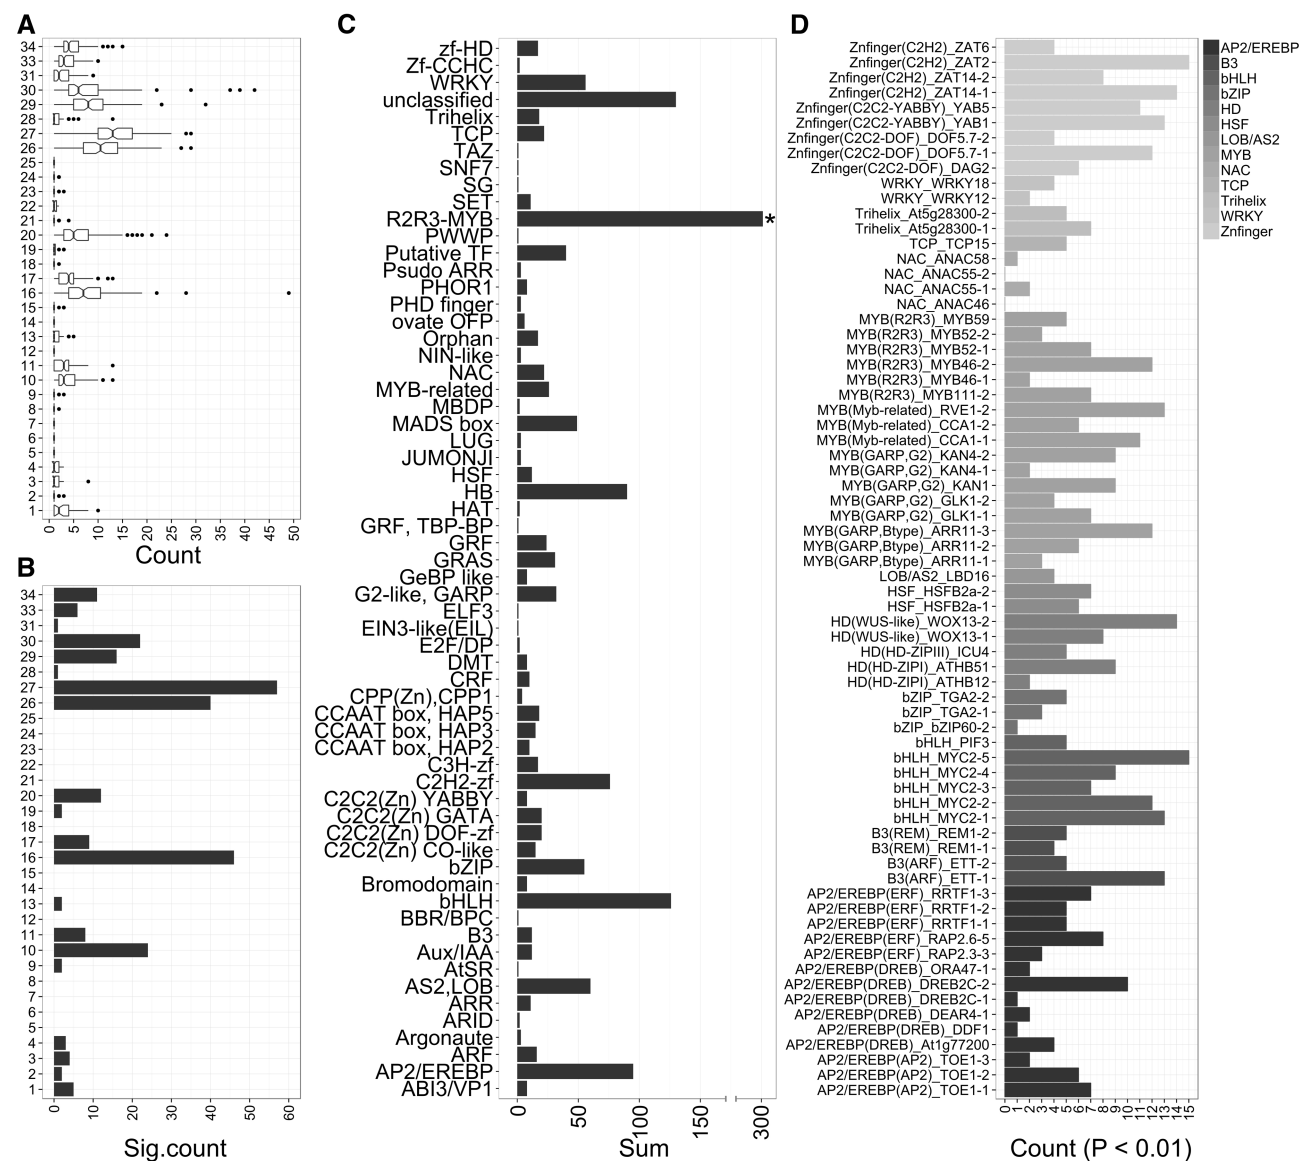 A
34
33
31
30
29
28
27
26
25
24
23
22
21
20
19
18
17
16
15
14
13
12
11
10
9
8
7
6
5
4
3
2
1
0 5 10 15 20 25 30 35 40 45 50
Count
B
34
33
31
30
29
28
27
26
25
24
23
22
21
20
19
18
17
16
15
14
13
12
11
10
9
8
7
6
5
4
3
2
1
0 10 20 30 40 50 60
Sig.count
C
zf-HD
Zf-CCHC
WRKY
unclassified
Trihelix
TCP
TAZ
SNF7
SG
SET
R2R3-MYB *
PWWP
Putative TF
Psudo ARR
PHOR1
PHD finger
ovate OFP
Orphan
NIN-like
NAC
MYB-related
MBDP
MADS box
LUG
JUMONJI
HSF
HB
HAT
GRF, TBP-BP
GRF
GRAS
GeBP like
G2-like, GARP
ELF3
EIN3-like(EIL)
E2F/DP
DMT
CRF
CPP(Zn),CPP1
CCAAT box, HAP5
CCAAT box, HAP3
CCAAT box, HAP2
C3H-zf
C2H2-zf
C2C2(Zn) YABBY
C2C2(Zn) GATA
C2C2(Zn) DOF-zf
C2C2(Zn) CO-like
bZIP
Bromodomain
bHLH
BBR/BPC
B3
Aux/IAA
AtSR
AS2,LOB
ARR
ARID
Argonaute
ARF
AP2/EREBP
ABI3/VP1
0 50 100 150 300
Sum
D
Znfinger(C2H2)_ZAT6
Znfinger(C2H2)_ZAT2
Znfinger(C2H2)_ZAT14-2
Znfinger(C2H2)_ZAT14-1
Znfinger(C2C2-YABBY)_YAB5
Znfinger(C2C2-YABBY)_YAB1
Znfinger(C2C2-DOF)_DOF5.7-2
Znfinger(C2C2-DOF)_DOF5.7-1
Znfinger(C2C2-DOF)_DAG2
WRKY_WRKY18
WRKY_WRKY12
Trihelix_At5g28300-2
Trihelix_At5g28300-1
TCP_TCP15
NAC_ANAC58
NAC_ANAC55-2
NAC_ANAC55-1
NAC_ANAC46
MYB(R2R3)_MYB59
MYB(R2R3)_MYB52-2
MYB(R2R3)_MYB52-1
MYB(R2R3)_MYB46-2
MYB(R2R3)_MYB46-1
MYB(R2R3)_MYB111-2
MYB(Myb-related)_RVE1-2
MYB(Myb-related)_CCA1-2
MYB(Myb-related)_CCA1-1
MYB(GARP,G2)_KAN4-2
MYB(GARP,G2)_KAN4-1
MYB(GARP,G2)_KAN1
MYB(GARP,G2)_GLK1-2
MYB(GARP,G2)_GLK1-1
MYB(GARP,Btype)_ARR11-3
MYB(GARP,Btype)_ARR11-2
MYB(GARP,Btype)_ARR11-1
LOB/AS2_LBD16
HSF_HSFB2a-2
HSF_HSFB2a-1
HD(WUS-like)_WOX13-2
HD(WUS-like)_WOX13-1
HD(HD-ZIPIII)_ICU4
HD(HD-ZIPI)_ATHB51
HD(HD-ZIPI)_ATHB12
bZIP_TGA2-2
bZIP_TGA2-1
bZIP_bZIP60-2
bHLH_PIF3
bHLH_MYC2-5
bHLH_MYC2-4
bHLH_MYC2-3
bHLH_MYC2-2
bHLH_MYC2-1
B3(REM)_REM1-2
B3(REM)_REM1-1
B3(ARF)_ETT-2
B3(ARF)_ETT-1
AP2/EREBP(ERF)_RRTF1-3
AP2/EREBP(ERF)_RRTF1-2
AP2/EREBP(ERF)_RRTF1-1
AP2/EREBP(ERF)_RAP2.6-5
AP2/EREBP(ERF)_RAP2.3-3
AP2/EREBP(DREB)_ORA47-1
AP2/EREBP(DREB)_DREB2C-2
AP2/EREBP(DREB)_DREB2C-1
AP2/EREBP(DREB)_DEAR4-1
AP2/EREBP(DREB)_DDF1
AP2/EREBP(DREB)_At1g77200
AP2/EREBP(AP2)_TOE1-3
AP2/EREBP(AP2)_TOE1-2
AP2/EREBP(AP2)_TOE1-1
0 1 2 3 4 5 6 7 8 9 10 11 12 13 14 15
Count (P < 0.01)
AP2/EREBP
B3
bHLH
bZIP
HD
HSF
LOB/AS2
MYB
NAC
TCP
Trihelix
WRKY
Znfinger